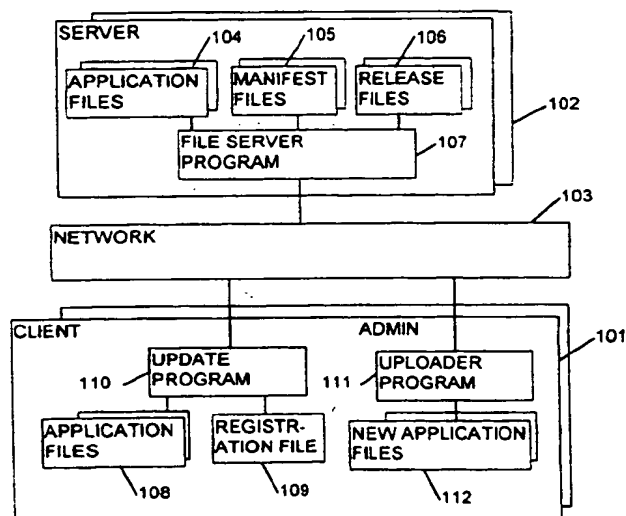 SERVER
104
105
106
APPLICATION
FILES
MANIFEST
FILES
RELEASE
FILES
102
FILE SERVER
PROGRAM
107
103
NETWORK
CLIENT
ADMIN
101
UPDATE
PROGRAM
110
UPLOADER
PROGRAM
111
APPLICATION
FILES
REGISTR-
ATION FILE
NEW APPLICATION
FILES
108
109
112